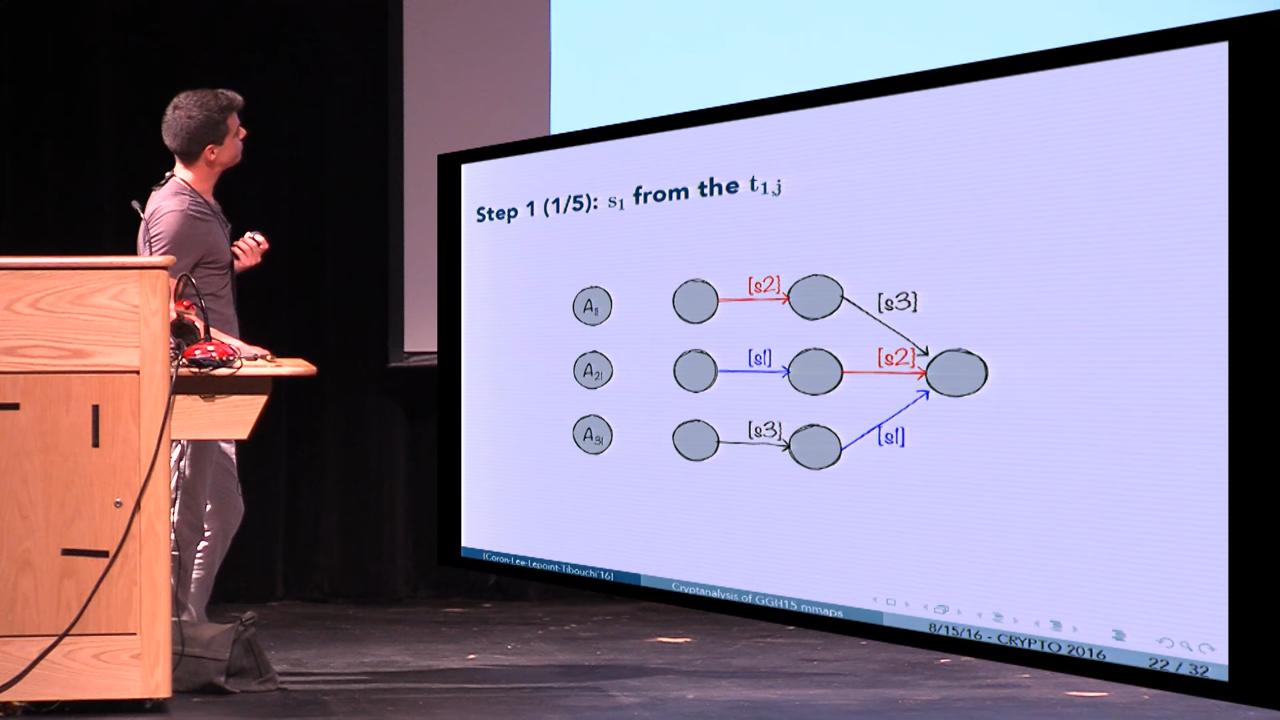 Step 1 (1/5): s₁ from the t₁,ⱼ
[s2]
[s3]
A₁₁
[s1]
[s2]
A₂₁
[s3]
[s1]
A₃₁
[Coron-Lee-Lepoint-Tibouchi'16]
Cryptanalysis of GGH15 mmaps
8/15/16 - CRYPTO 2016
22 / 32